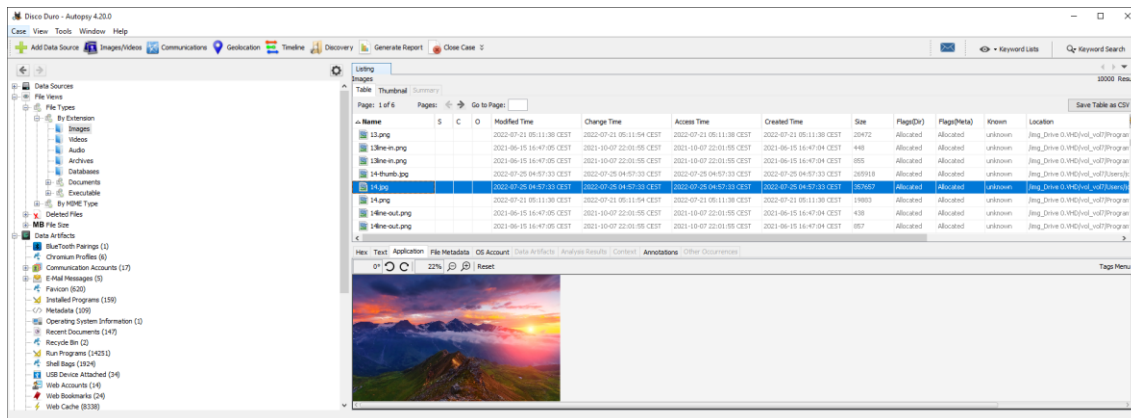 Disco Duro - Autopsy 4.20.0
Case View Tools Window Help
Add Data Source Images/Videos Communications Geolocation Timeline Discovery Generate Report Close Case Keyword Lists Keyword Search
Listing
Images 10000 Resu
Table Thumbnail Summary
Page: 1 of 6 Pages: Go to Page: Save Table as CSV
Name S C O Modified Time Change Time Access Time Created Time Size Flags(Dir) Flags(Meta) Known Location
13.png 2022-07-21 05:11:38 CEST 2022-07-21 05:11:54 CEST 2022-07-21 05:11:38 CEST 2022-07-21 05:11:38 CEST 20472 Allocated Allocated unknown /img_Drive 0.VHD/vol_vol7/Program
13line-in.png 2021-06-15 16:47:05 CEST 2021-10-07 22:01:55 CEST 2021-10-07 22:01:55 CEST 2021-06-15 16:47:04 CEST 448 Allocated Allocated unknown /img_Drive 0.VHD/vol_vol7/Program
13line-in.png 2021-06-15 16:47:05 CEST 2021-10-07 22:01:55 CEST 2021-10-07 22:01:55 CEST 2021-06-15 16:47:04 CEST 855 Allocated Allocated unknown /img_Drive 0.VHD/vol_vol7/Program
14-thumb.jpg 2022-07-25 04:57:33 CEST 2022-07-25 04:57:33 CEST 2022-07-25 04:57:33 CEST 2022-07-25 04:57:33 CEST 265918 Allocated Allocated unknown /img_Drive 0.VHD/vol_vol7/Users/jc
14.jpg 2022-07-25 04:57:33 CEST 2022-07-25 04:57:33 CEST 2022-07-25 04:57:33 CEST 2022-07-25 04:57:33 CEST 357657 Allocated Allocated unknown /img_Drive 0.VHD/vol_vol7/Users/jc
14.png 2022-07-21 05:11:38 CEST 2022-07-21 05:11:54 CEST 2022-07-21 05:11:38 CEST 2022-07-21 05:11:38 CEST 19803 Allocated Allocated unknown /img_Drive 0.VHD/vol_vol7/Program
14line-out.png 2021-06-15 16:47:05 CEST 2021-10-07 22:01:55 CEST 2021-10-07 22:01:55 CEST 2021-06-15 16:47:04 CEST 438 Allocated Allocated unknown /img_Drive 0.VHD/vol_vol7/Program
14line-out.png 2021-06-15 16:47:05 CEST 2021-10-07 22:01:55 CEST 2021-10-07 22:01:55 CEST 2021-06-15 16:47:04 CEST 857 Allocated Allocated unknown /img_Drive 0.VHD/vol_vol7/Program
Hex Text Application File Metadata OS Account Data Artifacts Analysis Results Context Annotations Other Occurrences
0° 22% Reset Tags Menu
Data Sources
File Views
File Types
By Extension
Images
Videos
Audio
Archives
Databases
Documents
Executable
By MIME Type
Deleted Files
MB File Size
Data Artifacts
BlueTooth Pairings (1)
Chromium Profiles (6)
Communication Accounts (17)
E-Mail Messages (5)
Favicon (620)
Installed Programs (159)
Metadata (109)
Operating System Information (1)
Recent Documents (147)
Recycle Bin (2)
Run Programs (14251)
Shell Bags (1924)
USB Device Attached (34)
Web Accounts (14)
Web Bookmarks (24)
Web Cache (8338)